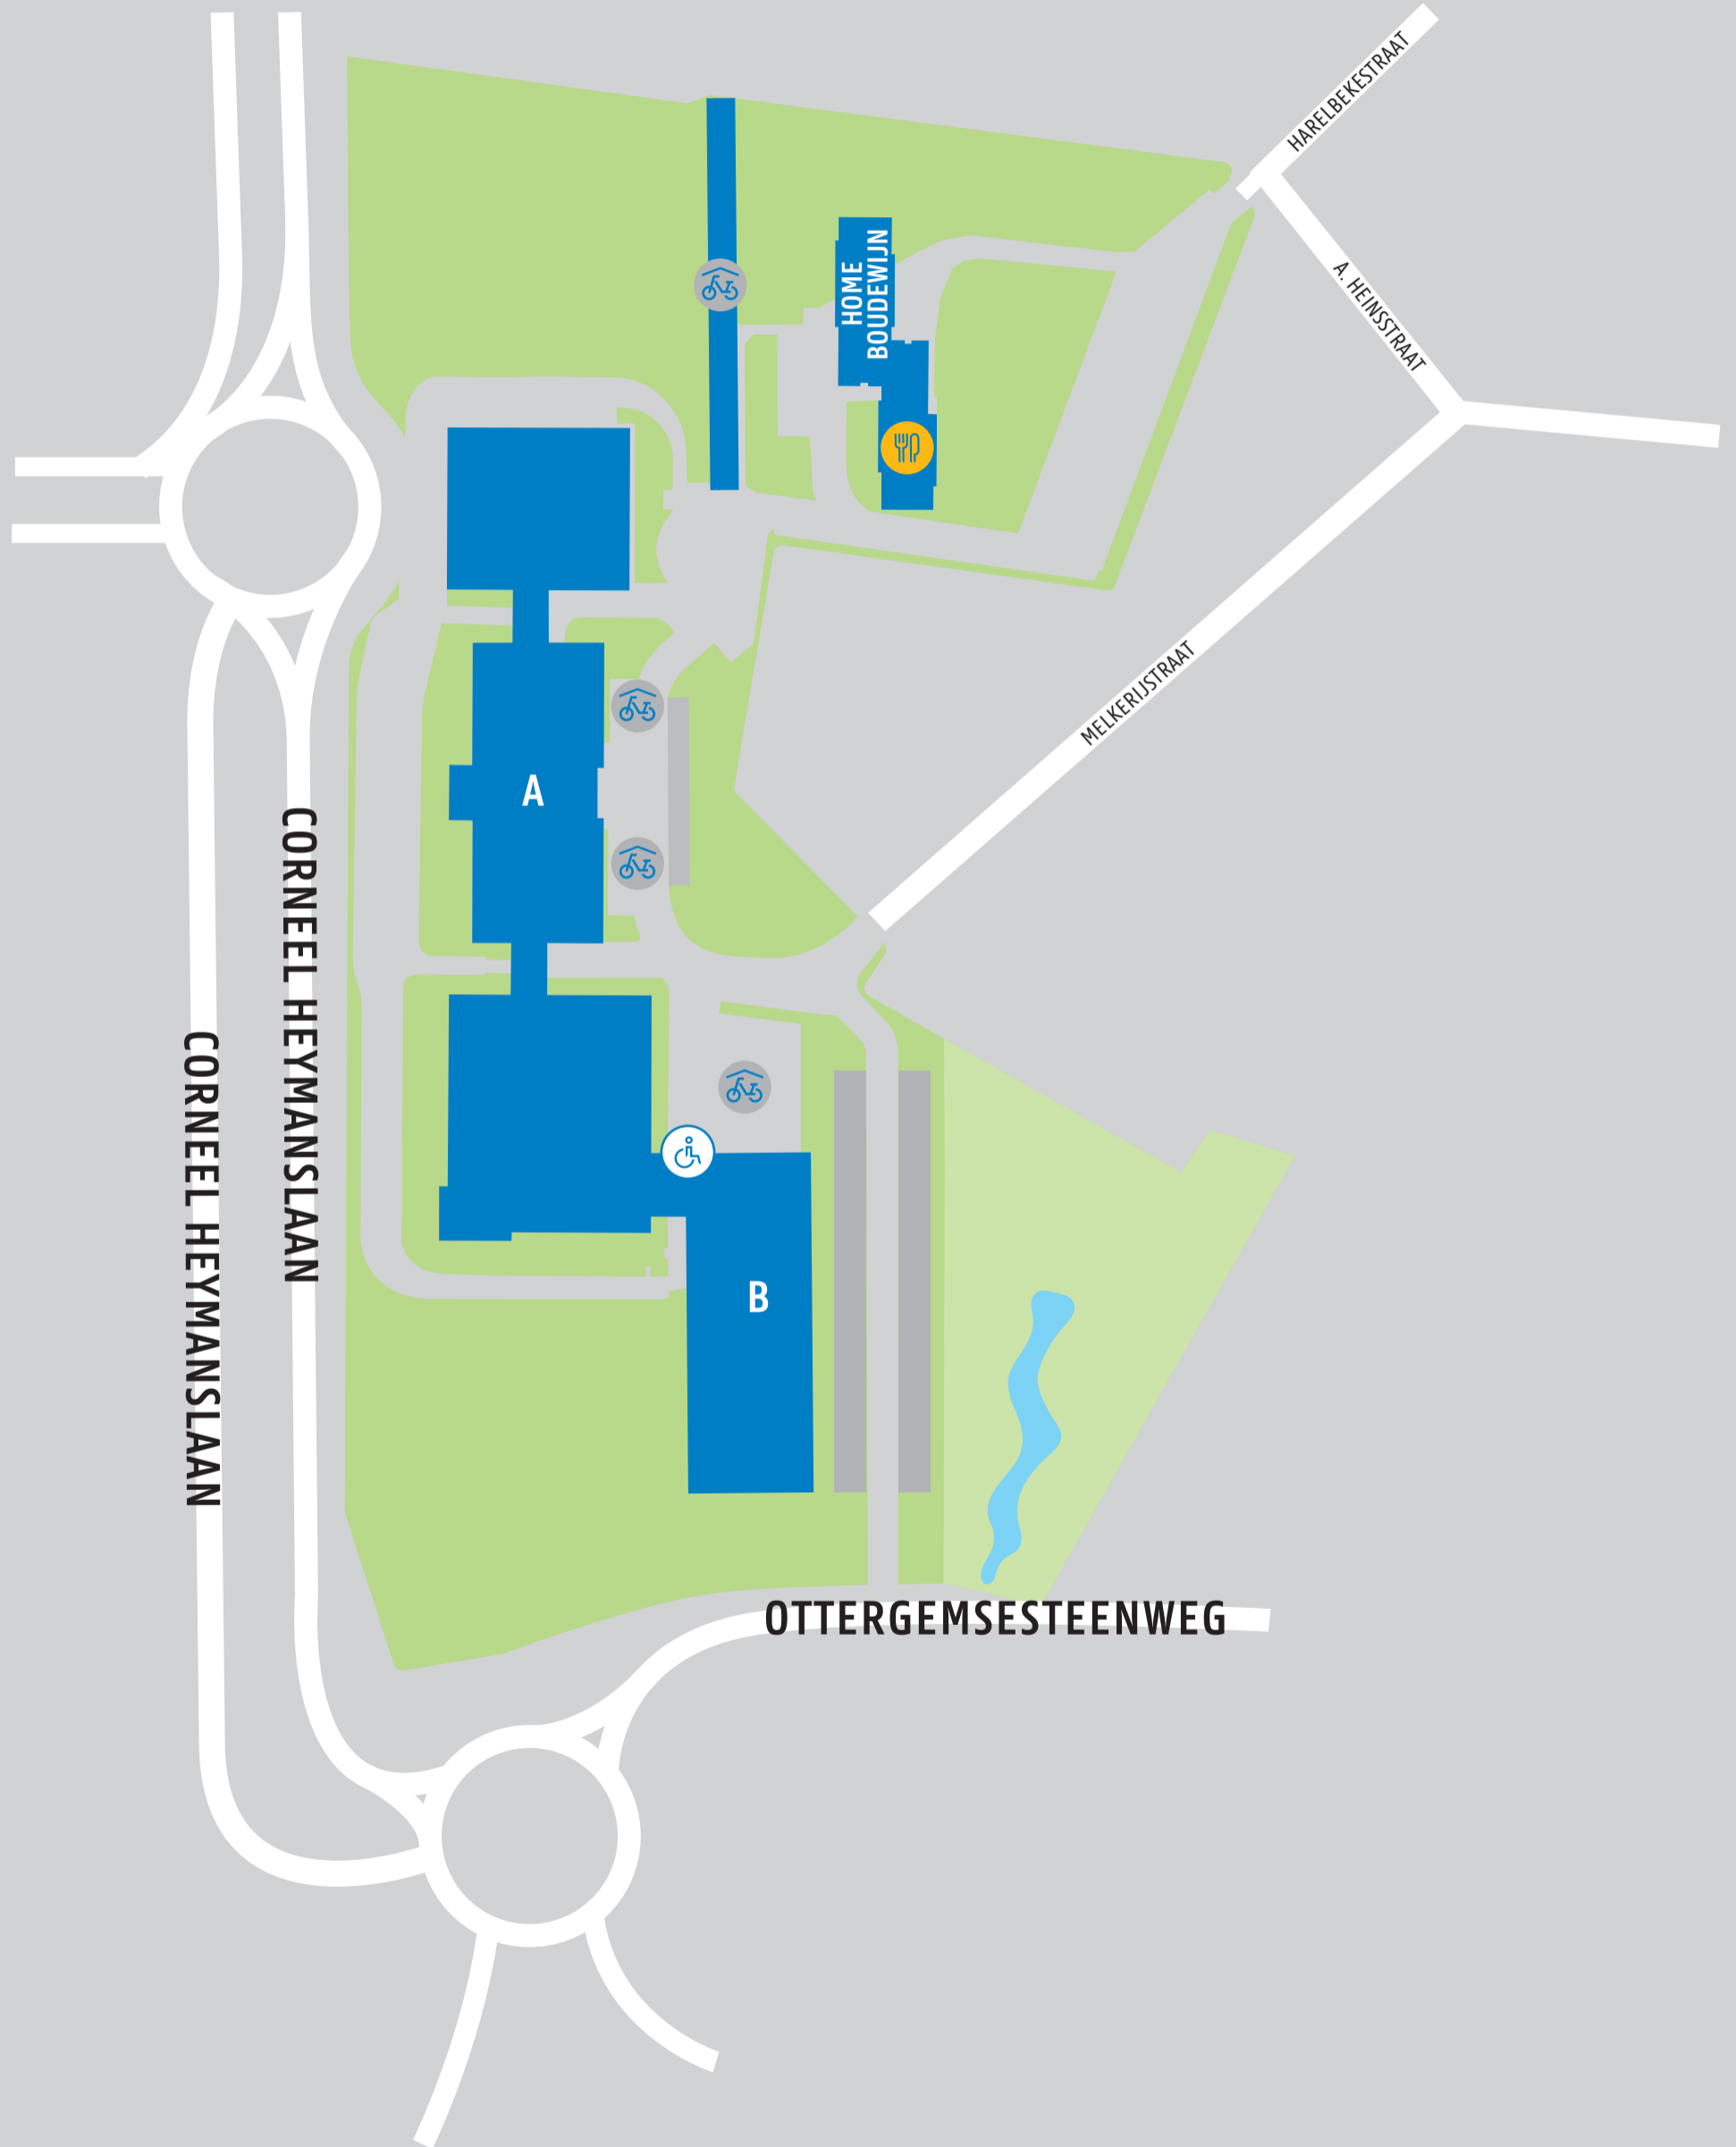 HARELBEKESTRAAT
HOME
BOUDEWIJN
A. HEINSSTRAAT
MELKERIJSTRAAT
A
CORNEEL HEYMANSLAAN
CORNEEL HEYMANSLAAN
B
OTTERGEMSESTEENWEG